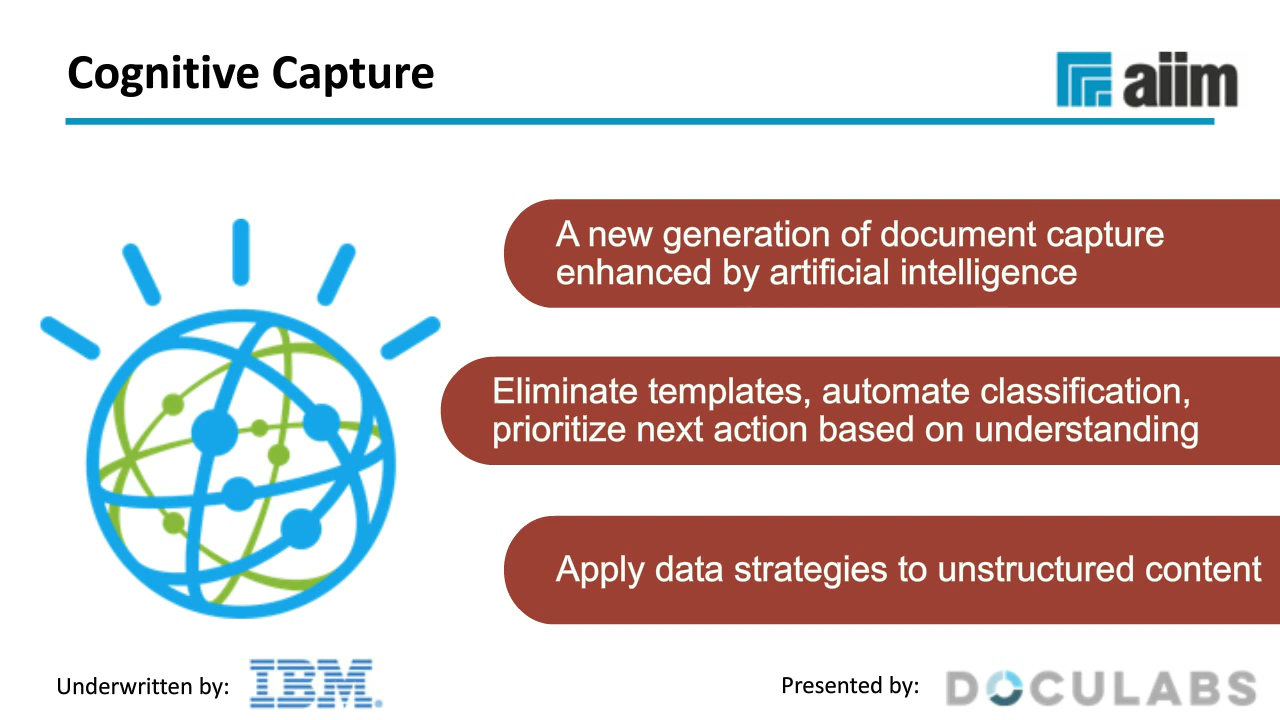 Cognitive Capture
aiim
A new generation of document capture
enhanced by artificial intelligence
Eliminate templates, automate classification,
prioritize next action based on understanding
Apply data strategies to unstructured content
Underwritten by: IBM.
Presented by: DOCULABS